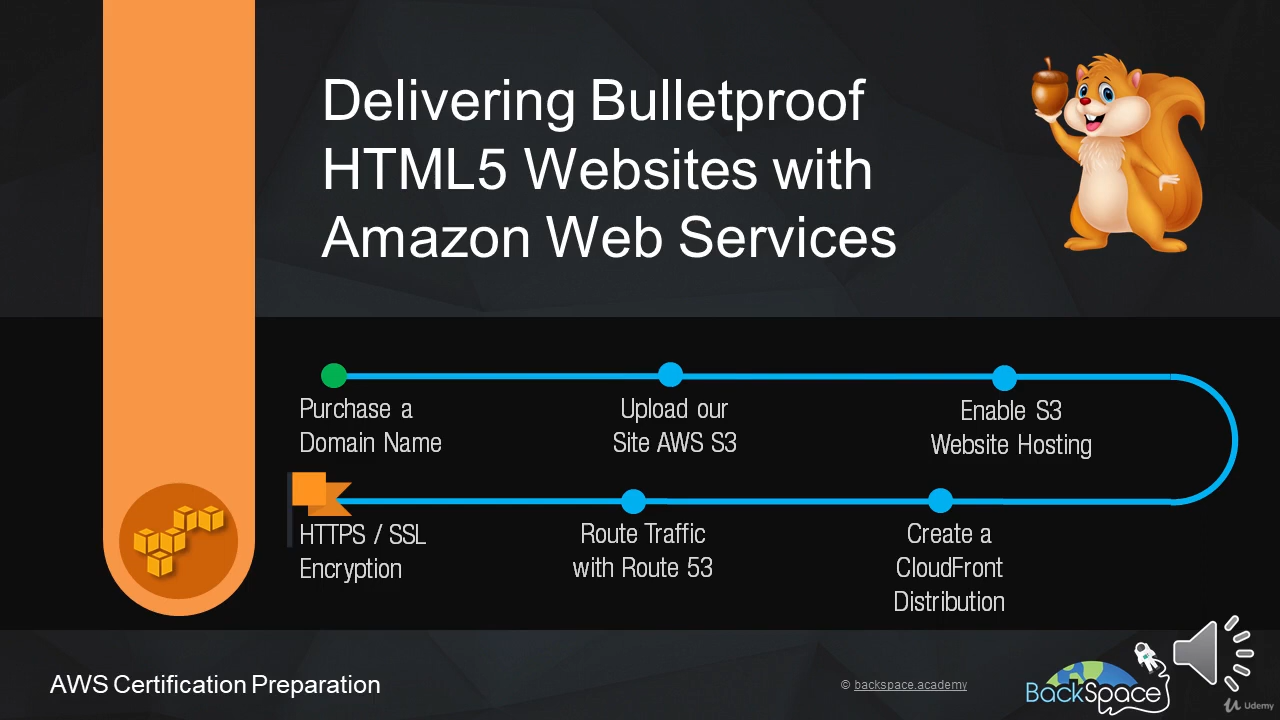 Delivering Bulletproof
HTML5 Websites with
Amazon Web Services
Purchase a
Domain Name
Upload our
Site AWS S3
Enable S3
Website Hosting
HTTPS / SSL
Encryption
Route Traffic
with Route 53
Create a
CloudFront
Distribution
AWS Certification Preparation
© backspace.academy
BackSpace
Udemy